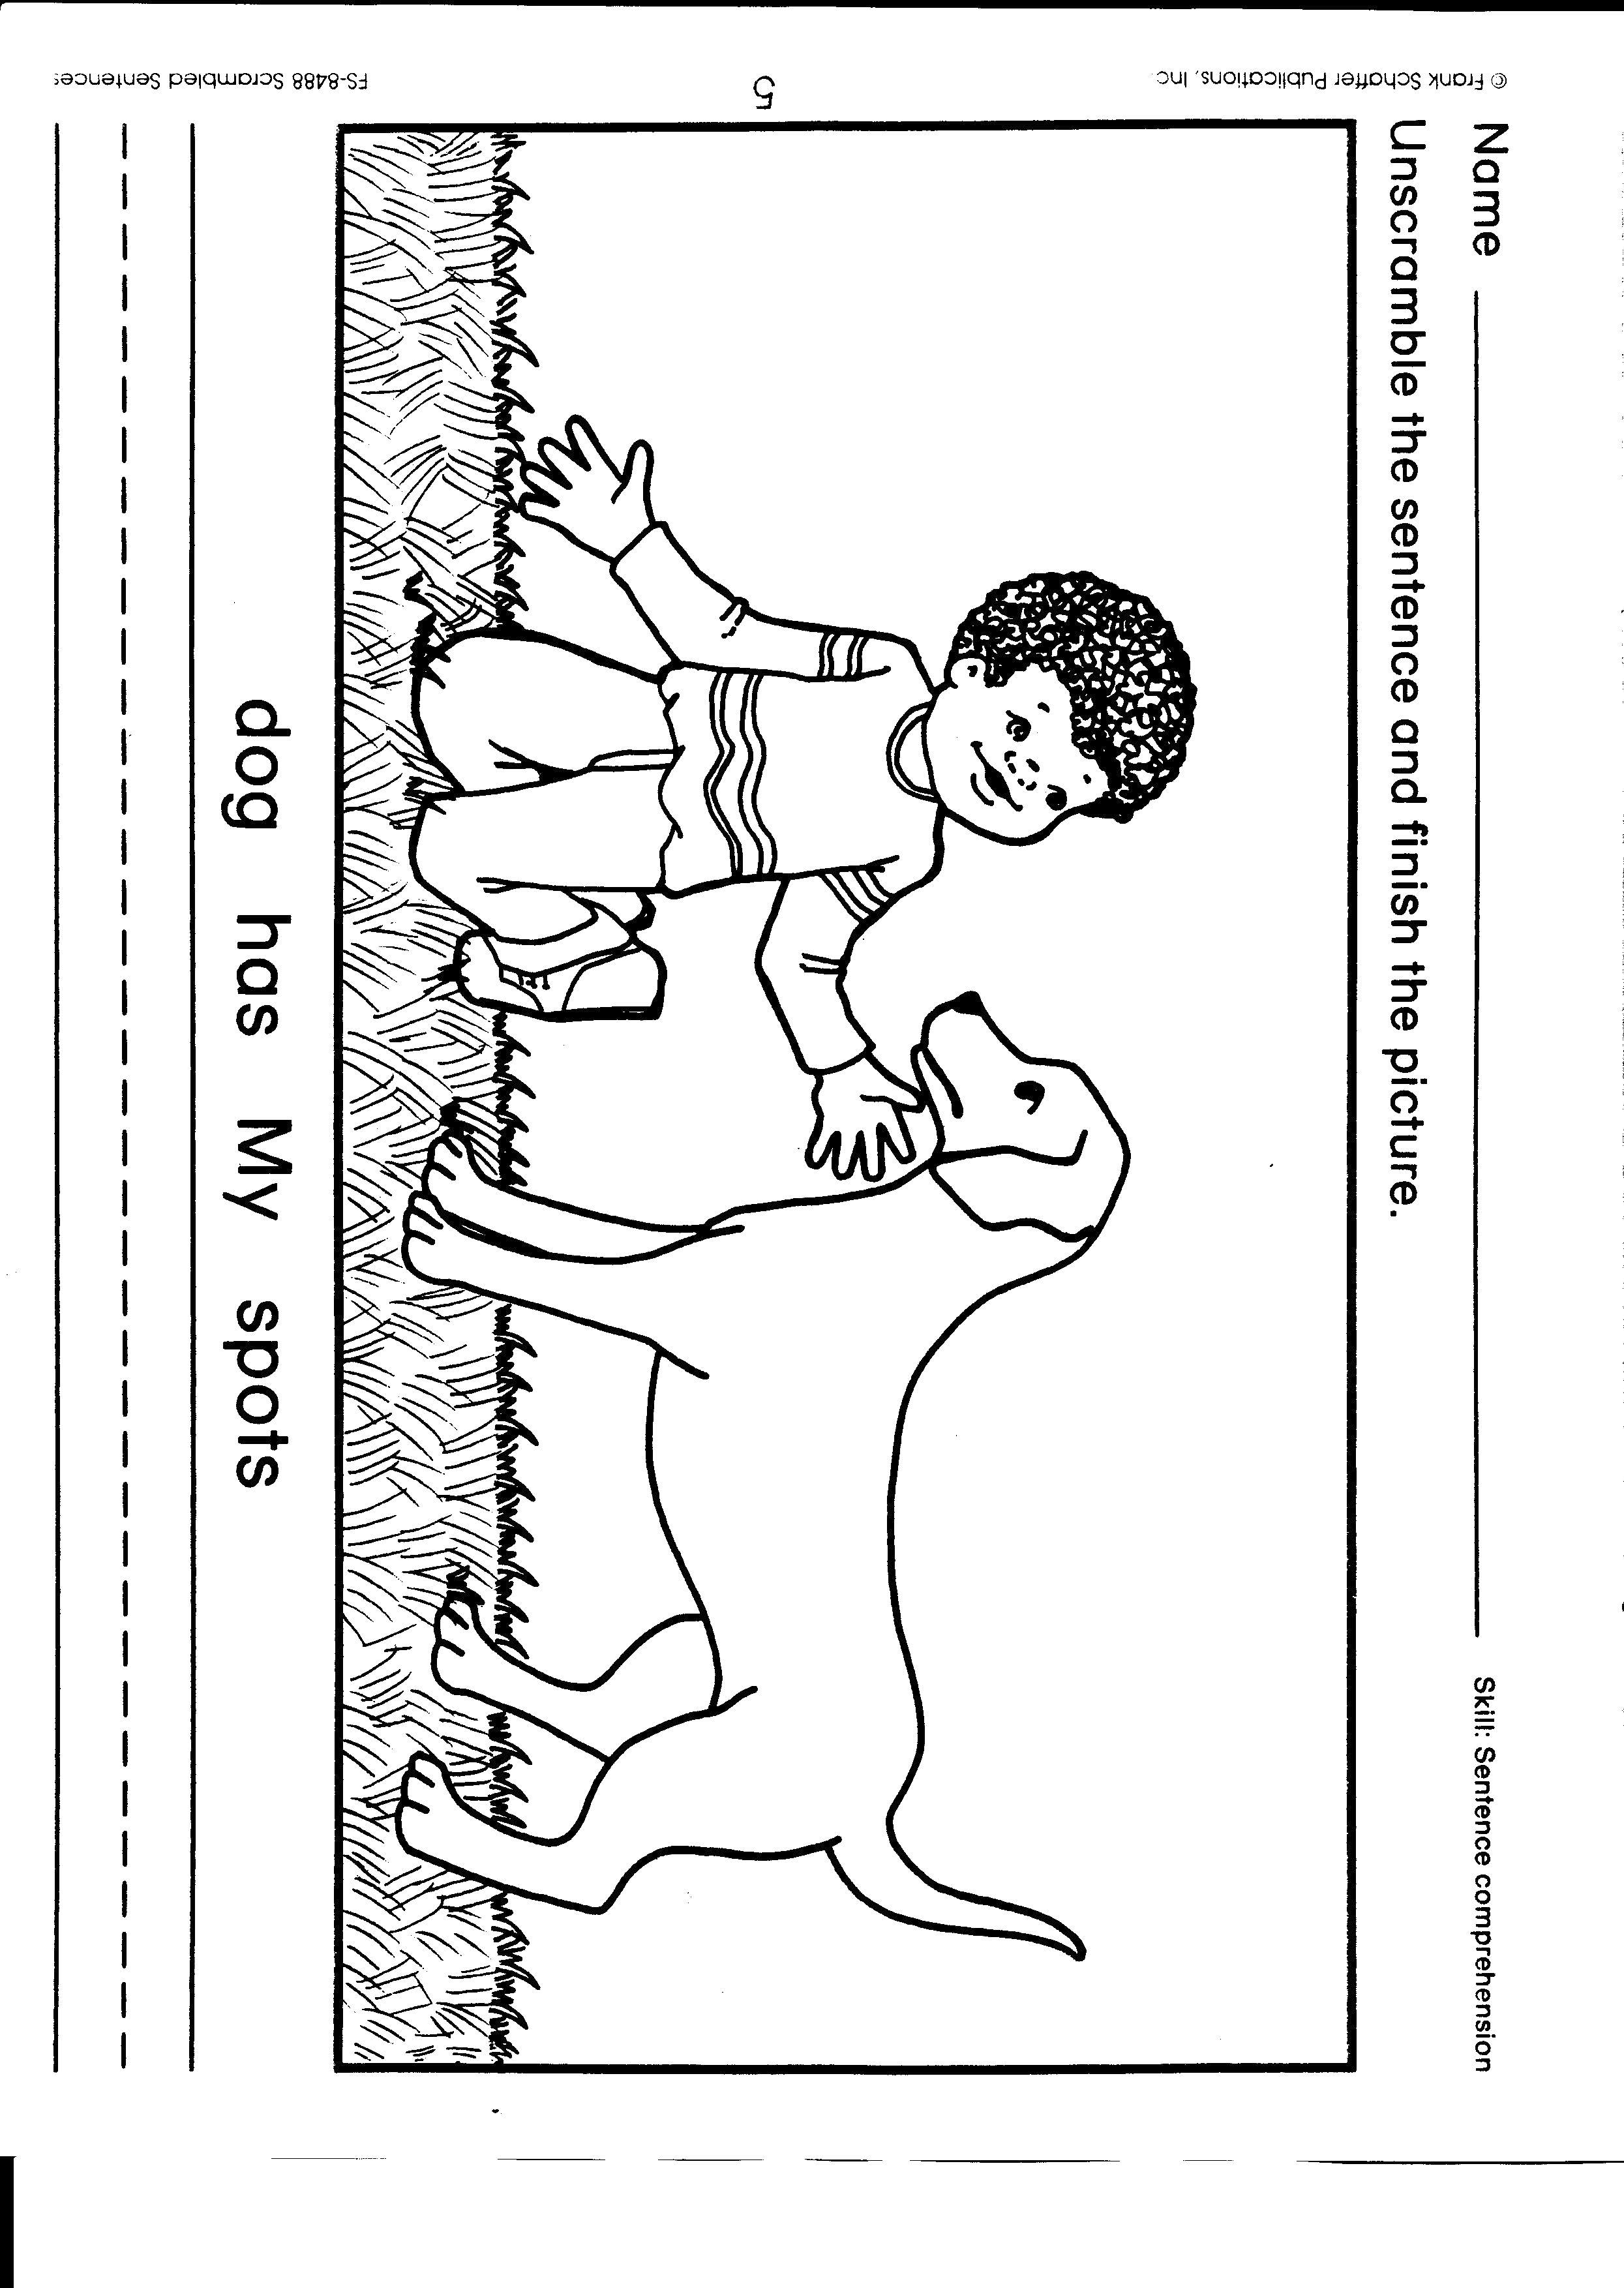 Name Skill: Sentence comprehension
Unscramble the sentence and finish the picture.
dog has My spots
© Frank Schaffer Publications, Inc.
5
FS-8488 Scrambled Sentences